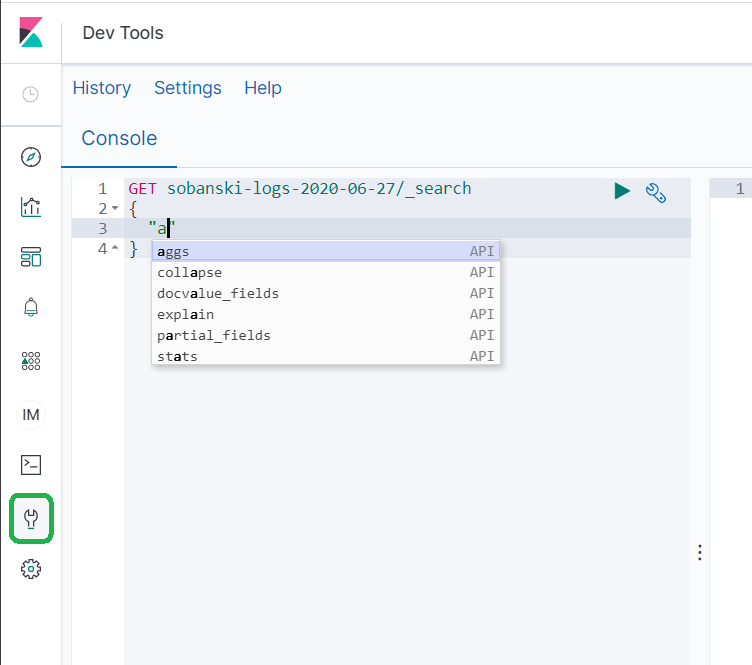 Dev Tools
History Settings Help
Console
1 GET sobanski-logs-2020-06-27/_search
2 {
3 "a"
4 }
aggs API
collapse API
docvalue_fields API
explain API
partial_fields API
stats API
1
IM